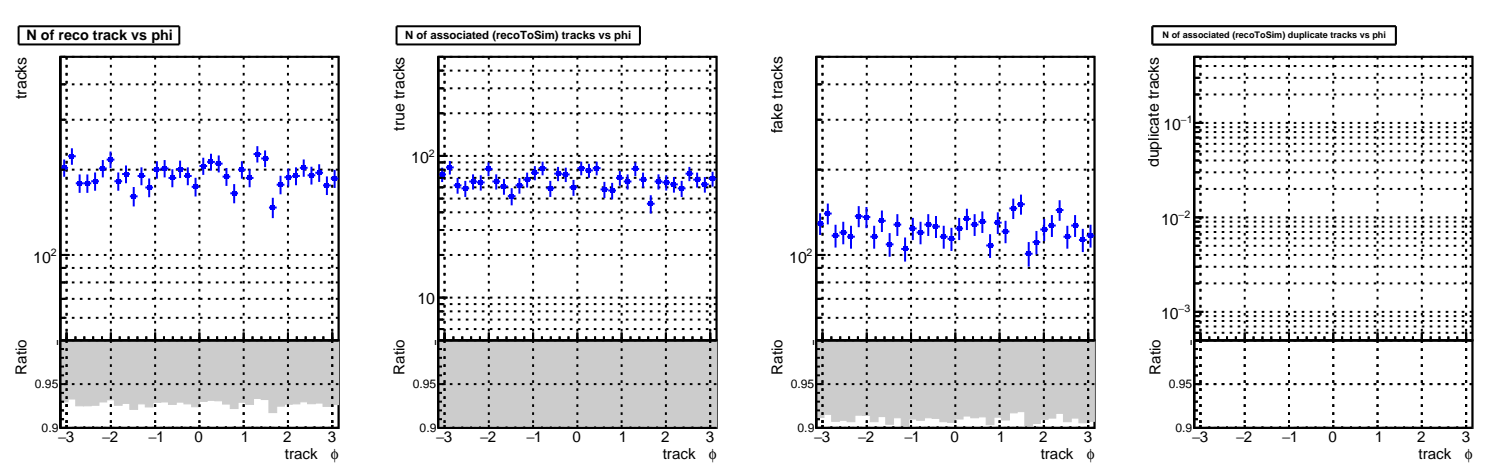 N of reco track vs phi
tracks
10²
Ratio
0.95
0.9
−3 −2 −1 0 1 2 3
track ϕ
N of associated (recoToSim) tracks vs phi
true tracks
10²
10
Ratio
0.95
0.9
−3 −2 −1 0 1 2 3
track ϕ
fake tracks
10²
Ratio
0.95
0.9
−3 −2 −1 0 1 2 3
track ϕ
N of associated (recoToSim) duplicate tracks vs phi
duplicate tracks
10⁻¹
10⁻²
10⁻³
Ratio
0.95
0.9
−3 −2 −1 0 1 2 3
track ϕ